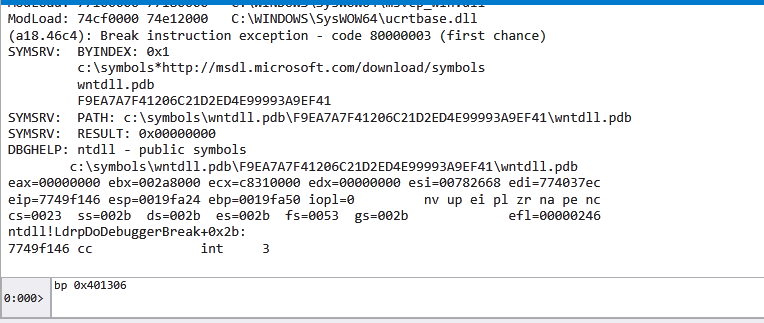 ModLoad: 74cf0000 74e12000   C:\WINDOWS\SysWOW64\ucrtbase.dll
(a18.46c4): Break instruction exception - code 80000003 (first chance)
SYMSRV:  BYINDEX: 0x1
         c:\symbols*http://msdl.microsoft.com/download/symbols
         wntdll.pdb
         F9EA7A7F41206C21D2ED4E99993A9EF41
SYMSRV:  PATH: c:\symbols\wntdll.pdb\F9EA7A7F41206C21D2ED4E99993A9EF41\wntdll.pdb
SYMSRV:  RESULT: 0x00000000
DBGHELP: ntdll - public symbols
        c:\symbols\wntdll.pdb\F9EA7A7F41206C21D2ED4E99993A9EF41\wntdll.pdb
eax=00000000 ebx=002a8000 ecx=c8310000 edx=00000000 esi=00782668 edi=774037ec
eip=7749f146 esp=0019fa24 ebp=0019fa50 iopl=0         nv up ei pl zr na pe nc
cs=0023  ss=002b  ds=002b  es=002b  fs=0053  gs=002b             efl=00000246
ntdll!LdrpDoDebuggerBreak+0x2b:
7749f146 cc              int     3
0:000> bp 0x401306